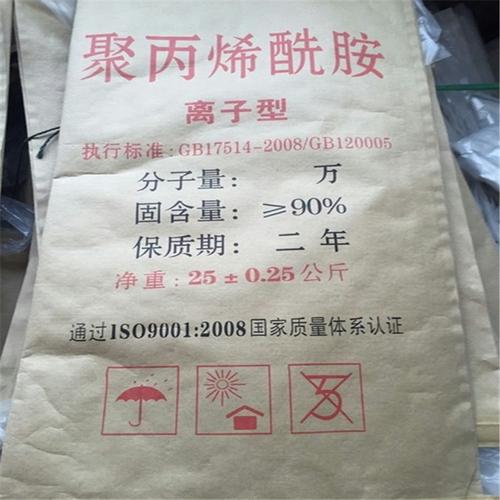 聚丙烯酰胺
离子型
执行标准:GB17514-2008/GB120005
分子量: 万
固含量: ≥90%
保质期: 二年
净重:25±0.25公斤
通过ISO9001:2008国家质量体系认证